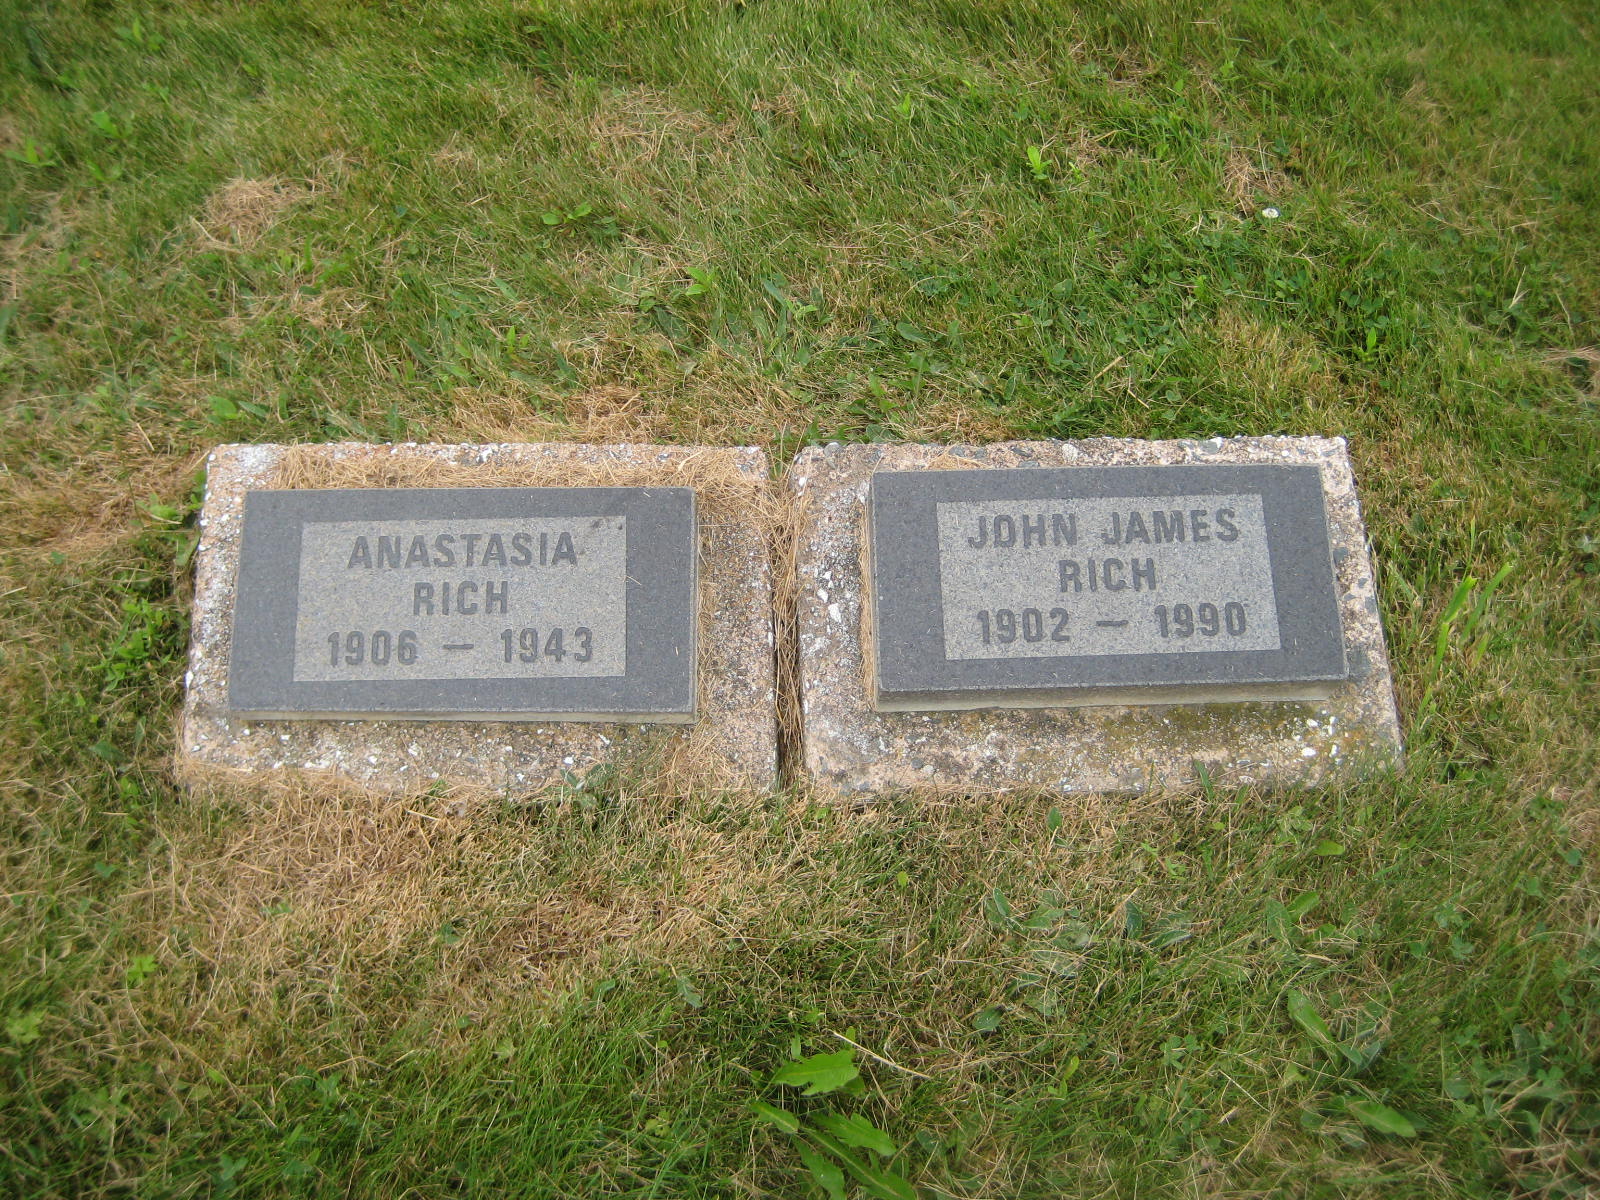 ANASTASIA
RICH
1906 — 1943
JOHN JAMES
RICH
1902 — 1990